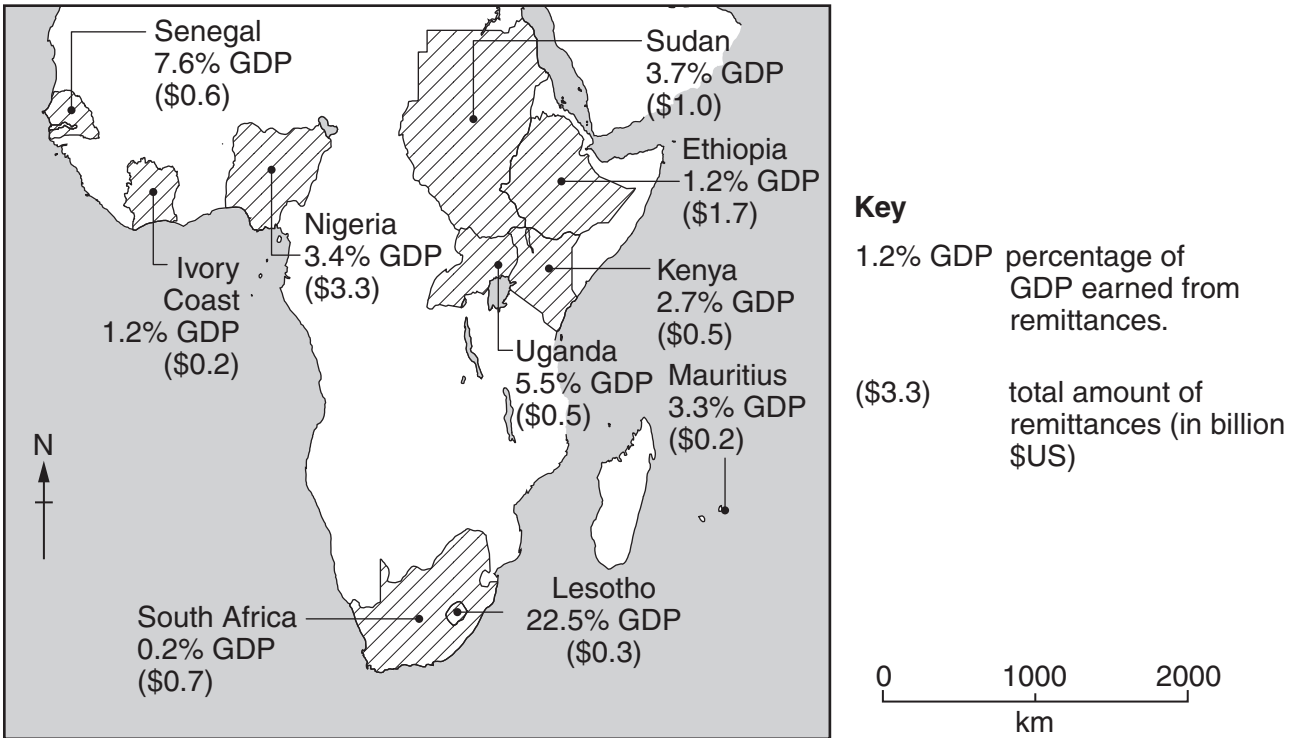 Senegal
7.6% GDP
($0.6)
Sudan
3.7% GDP
($1.0)
Ethiopia
1.2% GDP
($1.7)
Nigeria
3.4% GDP
($3.3)
Ivory
Coast
1.2% GDP
($0.2)
Kenya
2.7% GDP
($0.5)
Uganda
5.5% GDP
($0.5)
Mauritius
3.3% GDP
($0.2)
N
South Africa
0.2% GDP
($0.7)
Lesotho
22.5% GDP
($0.3)
Key
1.2% GDP percentage of
GDP earned from
remittances.
($3.3) total amount of
remittances (in billion
$US)
0 1000 2000
km